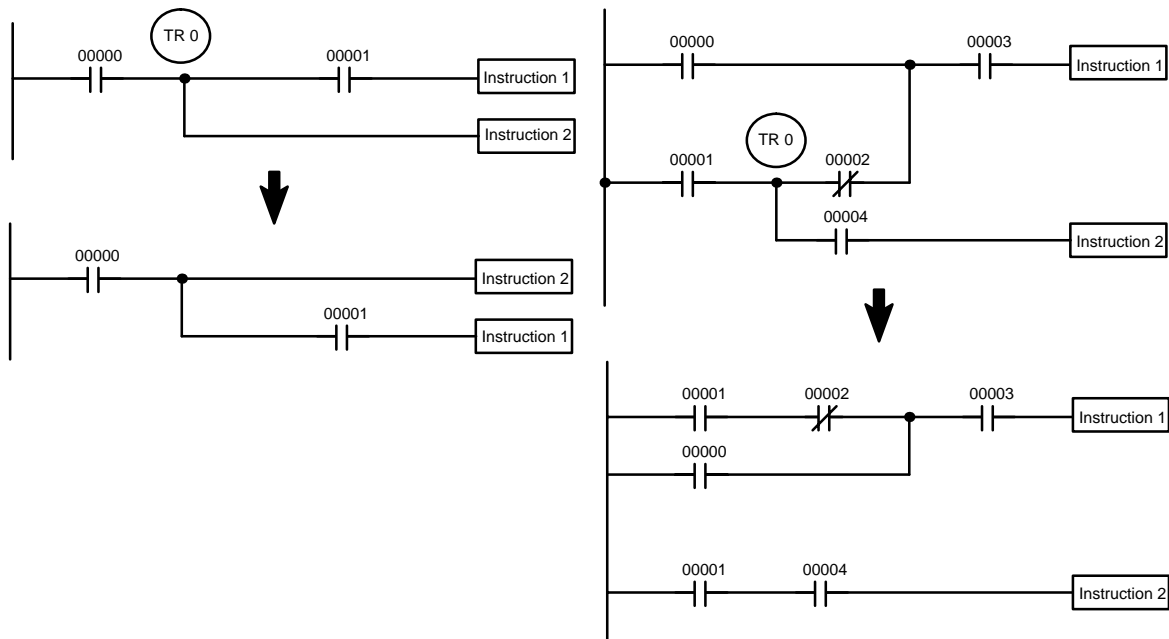 TR 0
00000
00001
Instruction 1
Instruction 2
00000
Instruction 2
00001
Instruction 1
00000
00003
Instruction 1
TR 0
00001
00002
00004
Instruction 2
00001
00002
00003
Instruction 1
00000
00001
00004
Instruction 2